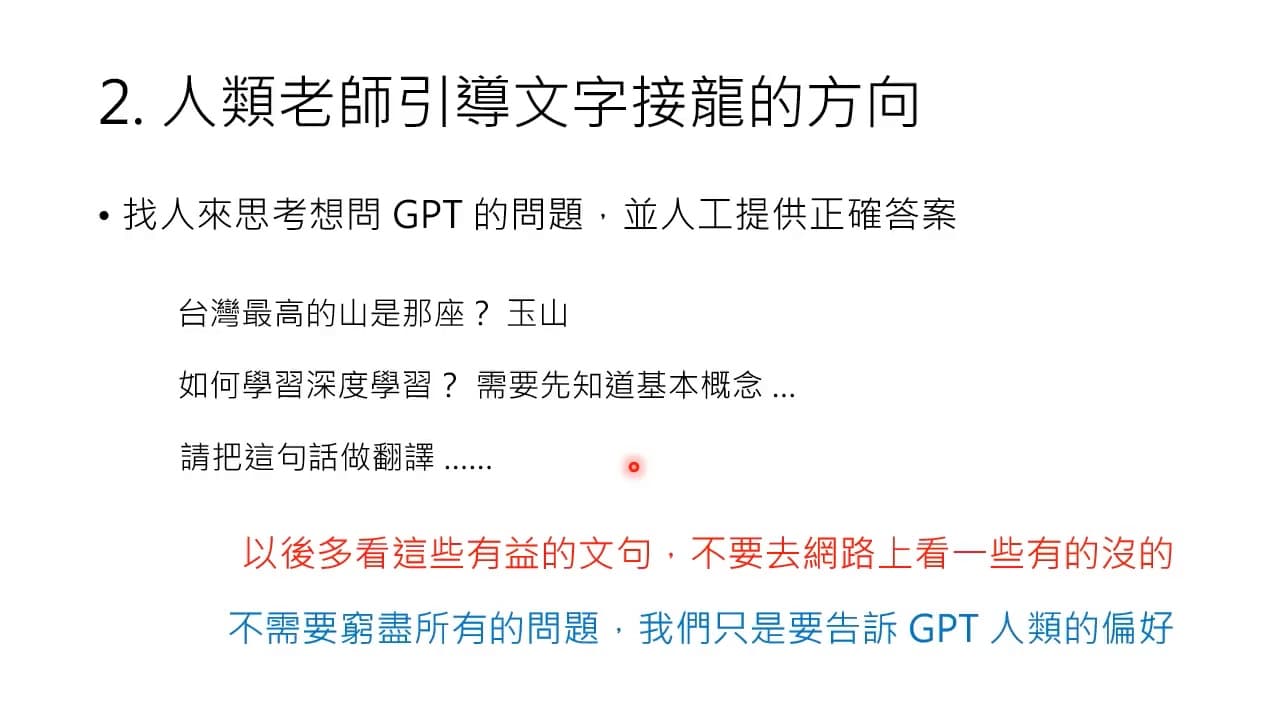 2. 人類老師引導文字接龍的方向
• 找人來思考想問 GPT 的問題，並人工提供正確答案
台灣最高的山是那座？ 玉山
如何學習深度學習？ 需要先知道基本概念 ...
請把這句話做翻譯 ......
以後多看這些有益的文句，不要去網路上看一些有的沒的
不需要窮盡所有的問題，我們只是要告訴 GPT 人類的偏好